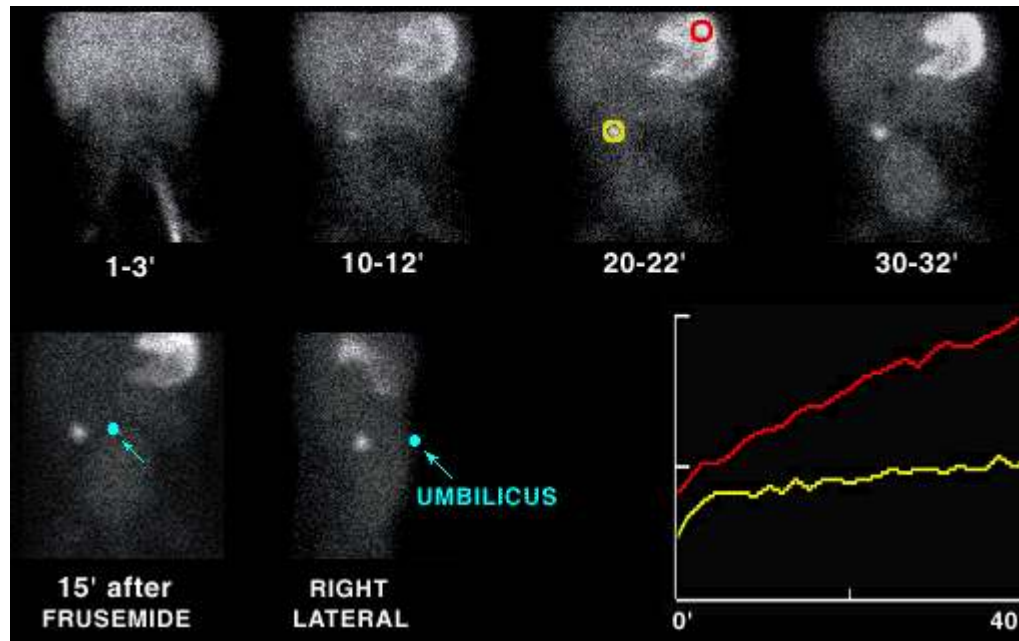 1-3'
10-12'
20-22'
30-32'
UMBILICUS
15' after
FRUSEMIDE
RIGHT
LATERAL
0'
40